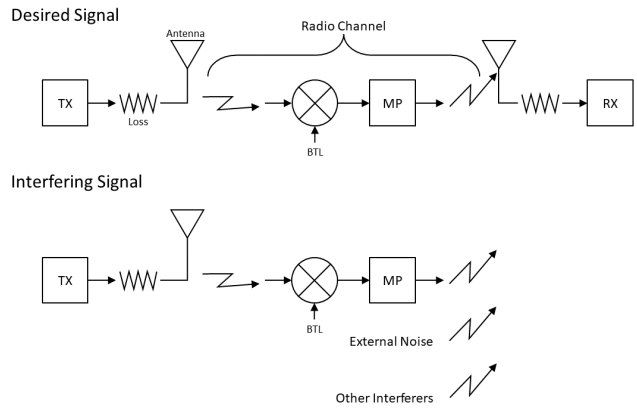 Desired Signal
Radio Channel
Antenna
TX
Loss
BTL
MP
RX
Interfering Signal
TX
BTL
MP
External Noise
Other Interferers